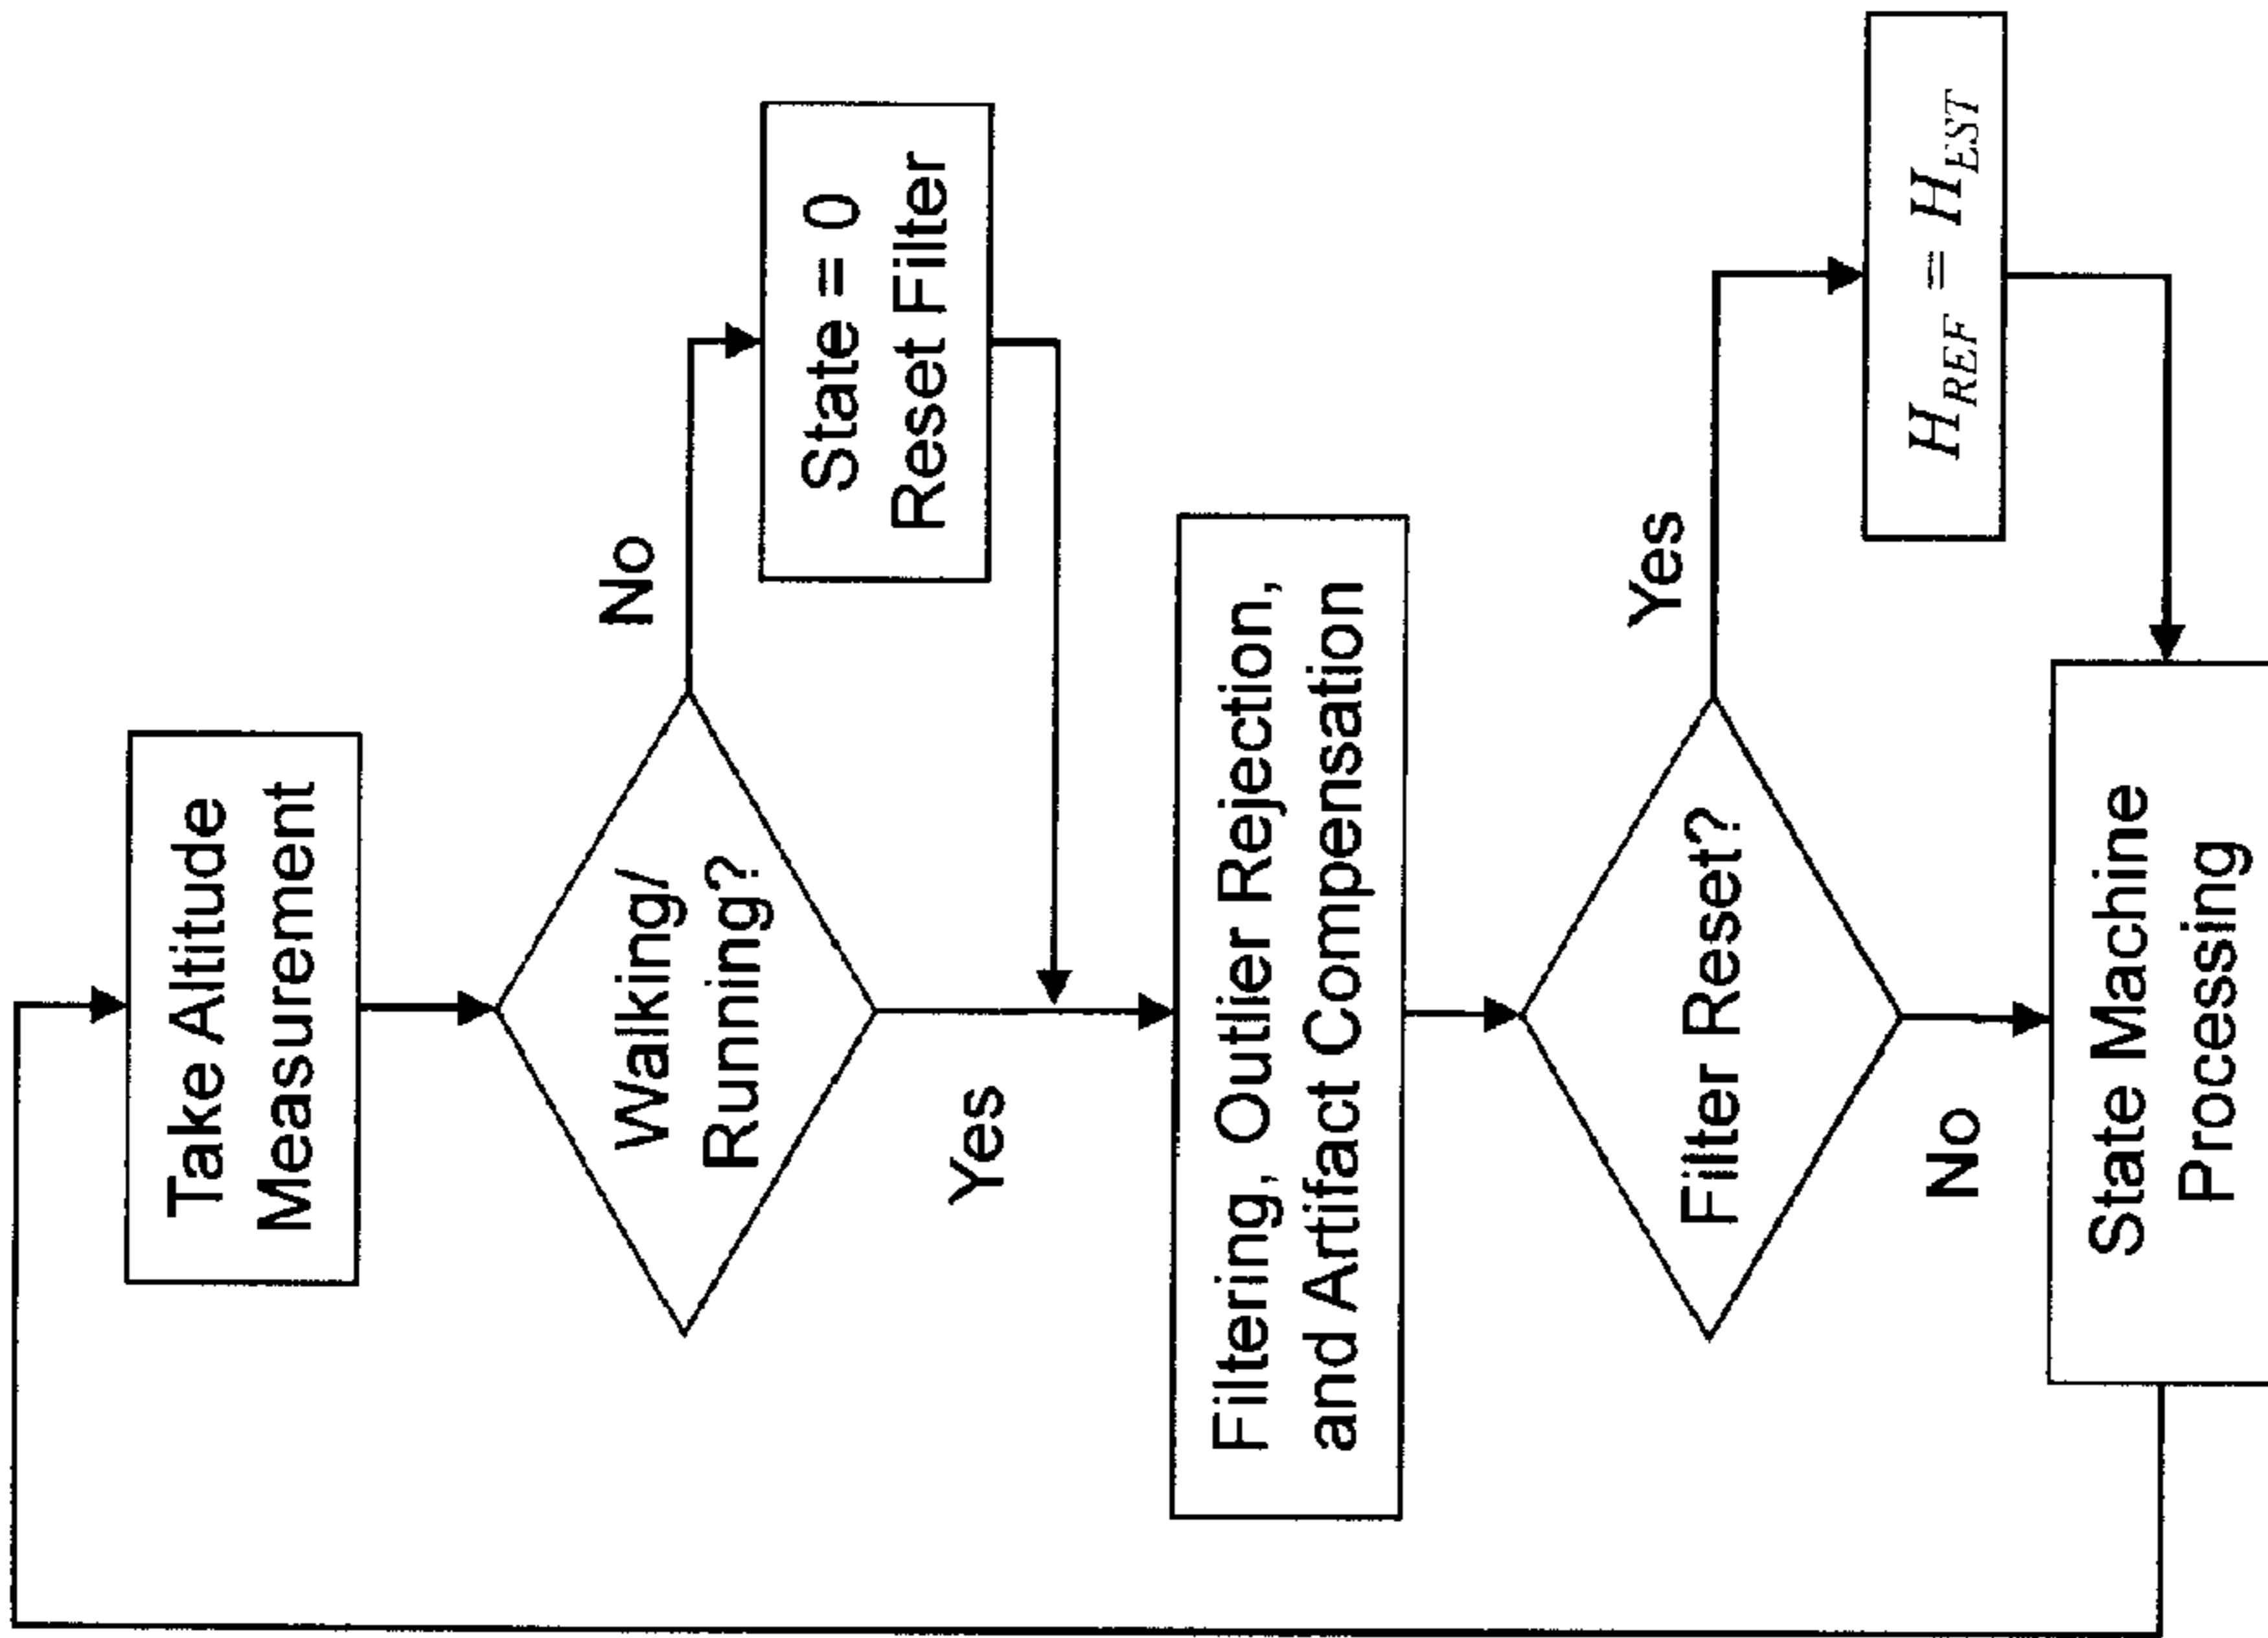 Take Altitude
Measurement
Walking/
Running?
No
State = 0
Reset Filter
Yes
Filtering, Outlier Rejection,
and Artifact Compensation
Filter Reset?
Yes
H_REF = H_EST
No
State Machine
Processing